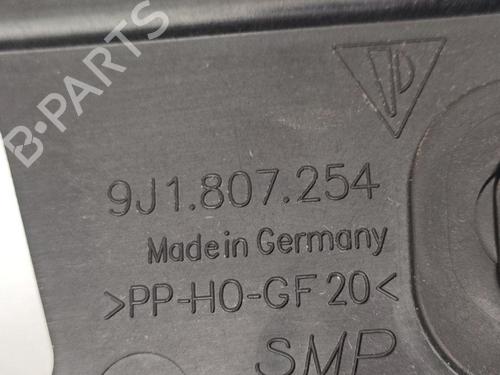 B-PARTS
9J1.807.254
Made in Germany
>PP-HO-GF 20<
SMP